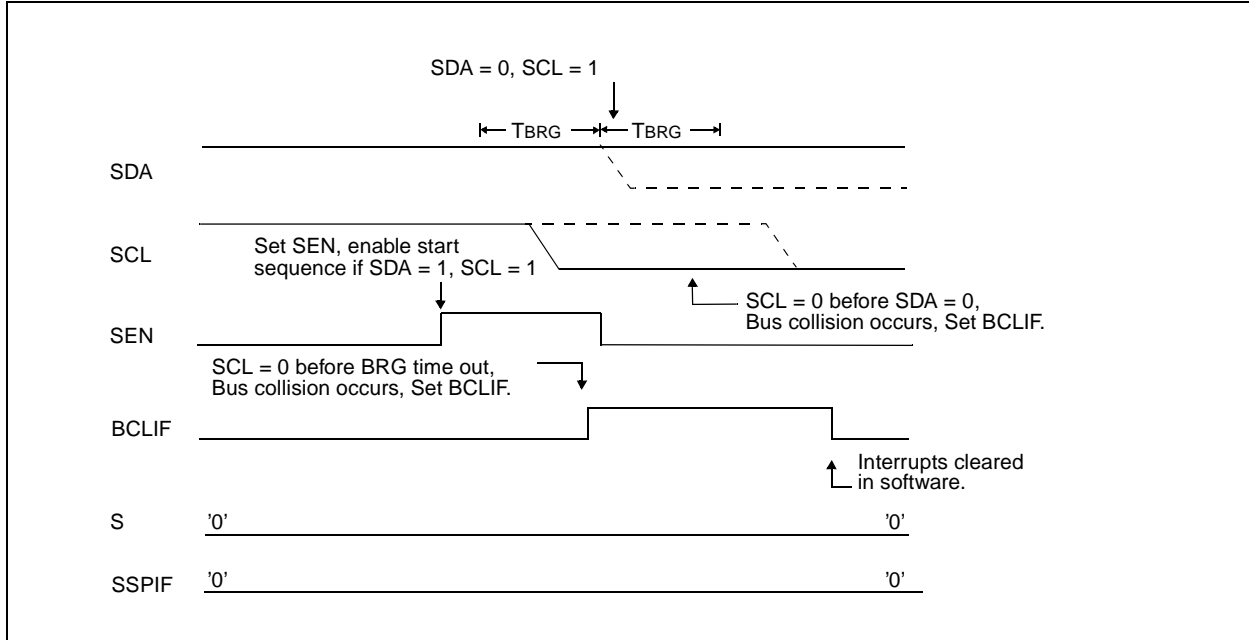 SDA = 0, SCL = 1
TBRG TBRG
SDA
SCL
Set SEN, enable start
sequence if SDA = 1, SCL = 1
SCL = 0 before SDA = 0,
Bus collision occurs, Set BCLIF.
SEN
SCL = 0 before BRG time out,
Bus collision occurs, Set BCLIF.
BCLIF
Interrupts cleared
in software.
S '0' '0'
SSPIF '0' '0'